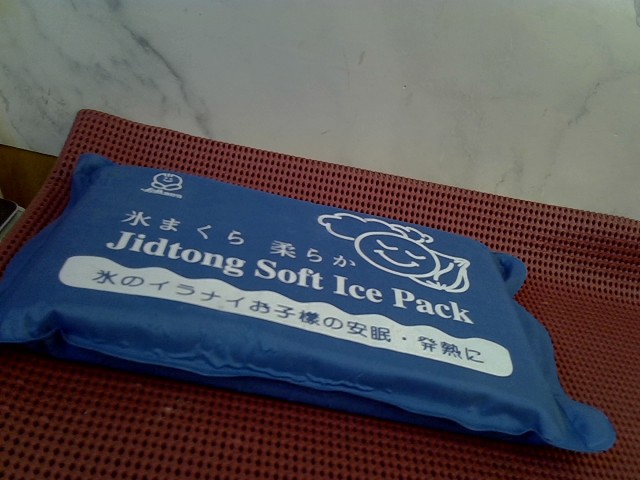 氷まくら 柔らか
Jidtong Soft Ice Pack
氷のイラナイお子様の安眠・発熱に